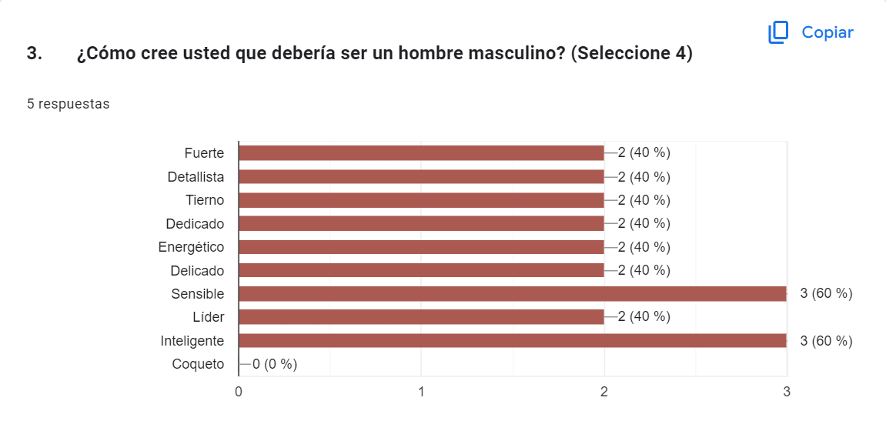 Copiar
3. ¿Cómo cree usted que debería ser un hombre masculino? (Seleccione 4)
5 respuestas
Fuerte 2 (40 %)
Detallista 2 (40 %)
Tierno 2 (40 %)
Dedicado 2 (40 %)
Energético 2 (40 %)
Delicado 2 (40 %)
Sensible 3 (60 %)
Líder 2 (40 %)
Inteligente 3 (60 %)
Coqueto 0 (0 %)
0 1 2 3